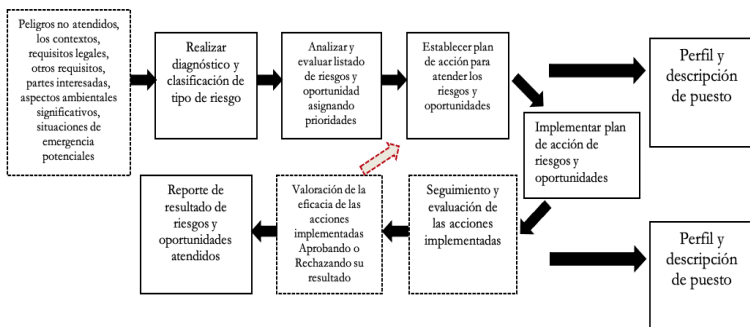 Peligros no atendidos,
los contextos,
requisitos legales,
otros requisitos,
partes interesadas,
aspectos ambientales
significativos,
situaciones de
emergencia
potenciales
Realizar
diagnóstico y
clasificación de
tipo de riesgo
Analizar y
evaluar listado de
riesgos y
oportunidad
asignando
prioridades
Establecer plan
de acción para
atender los
riesgos y
oportunidades
Perfil y
descripción
de puesto
Implementar plan
de acción de
riesgos y
oportunidades
Reporte de
resultado de
riesgos y
oportunidades
atendidos
Valoración de la
eficacia de las
acciones
implementadas
Aprobando o
Rechazando su
resultado
Seguimiento y
evaluación de
las acciones
implementadas
Perfil y
descripción
de puesto